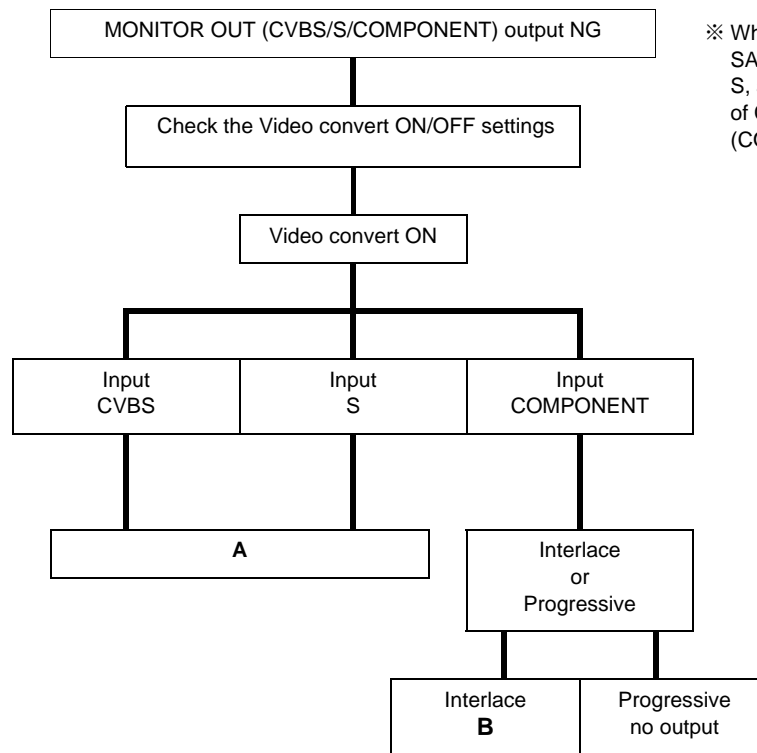 MONITOR OUT (CVBS/S/COMPONENT) output NG
※ Wh
SA
S,
of
(CO
Check the Video convert ON/OFF settings
Video convert ON
Input
CVBS
Input
S
Input
COMPONENT
A
Interlace
or
Progressive
Interlace
B
Progressive
no output